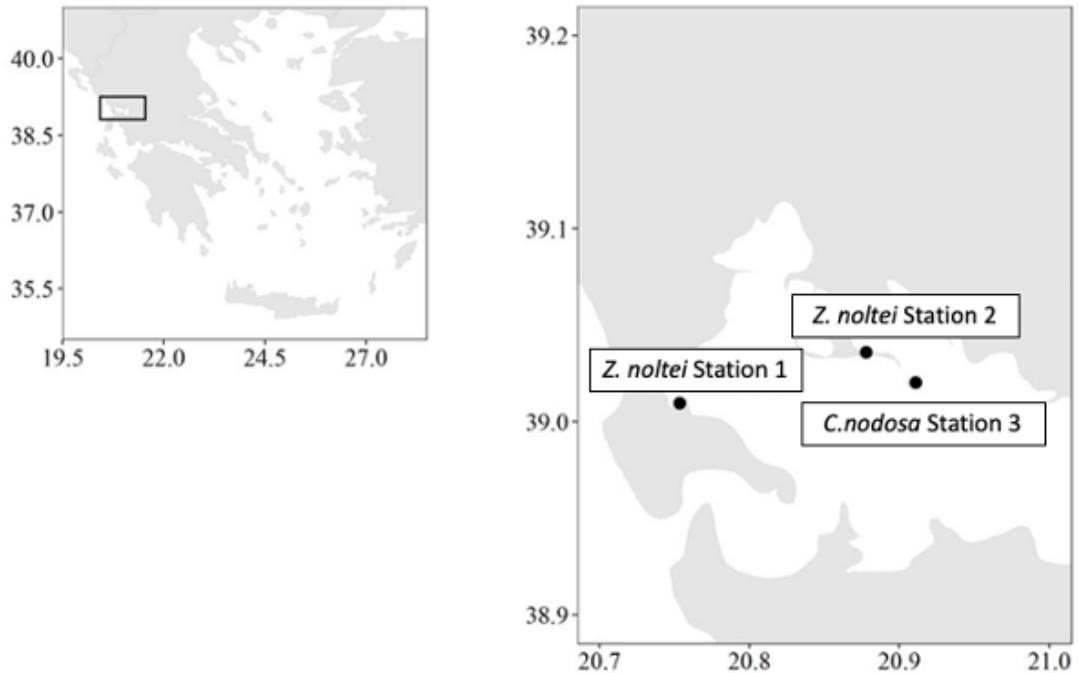 40.0
38.5
37.0
35.5
19.5 22.0 24.5 27.0
39.2
39.1
39.0
38.9
Z. noltei Station 2
Z. noltei Station 1
C.nodosa Station 3
20.7 20.8 20.9 21.0